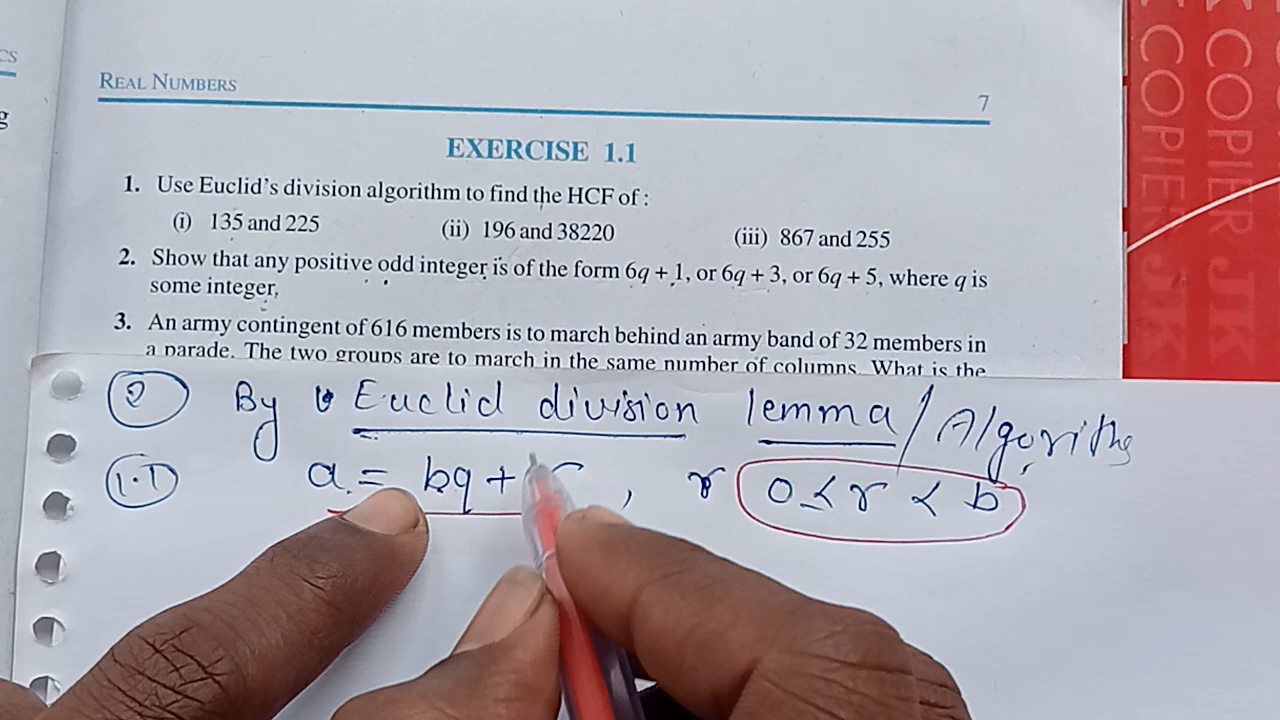 CS
g
REAL NUMBERS 7
EXERCISE 1.1
1. Use Euclid's division algorithm to find the HCF of :
(i) 135 and 225 (ii) 196 and 38220 (iii) 867 and 255
2. Show that any positive odd integer is of the form 6q + 1, or 6q + 3, or 6q + 5, where q is
some integer.
3. An army contingent of 616 members is to march behind an army band of 32 members in
a parade. The two groups are to march in the same number of columns. What is the
2 By Euclid division lemma/Algorithm
1.1 a = bq + r, r 0 ≤ r < b
COPIER JK
COPIER JK